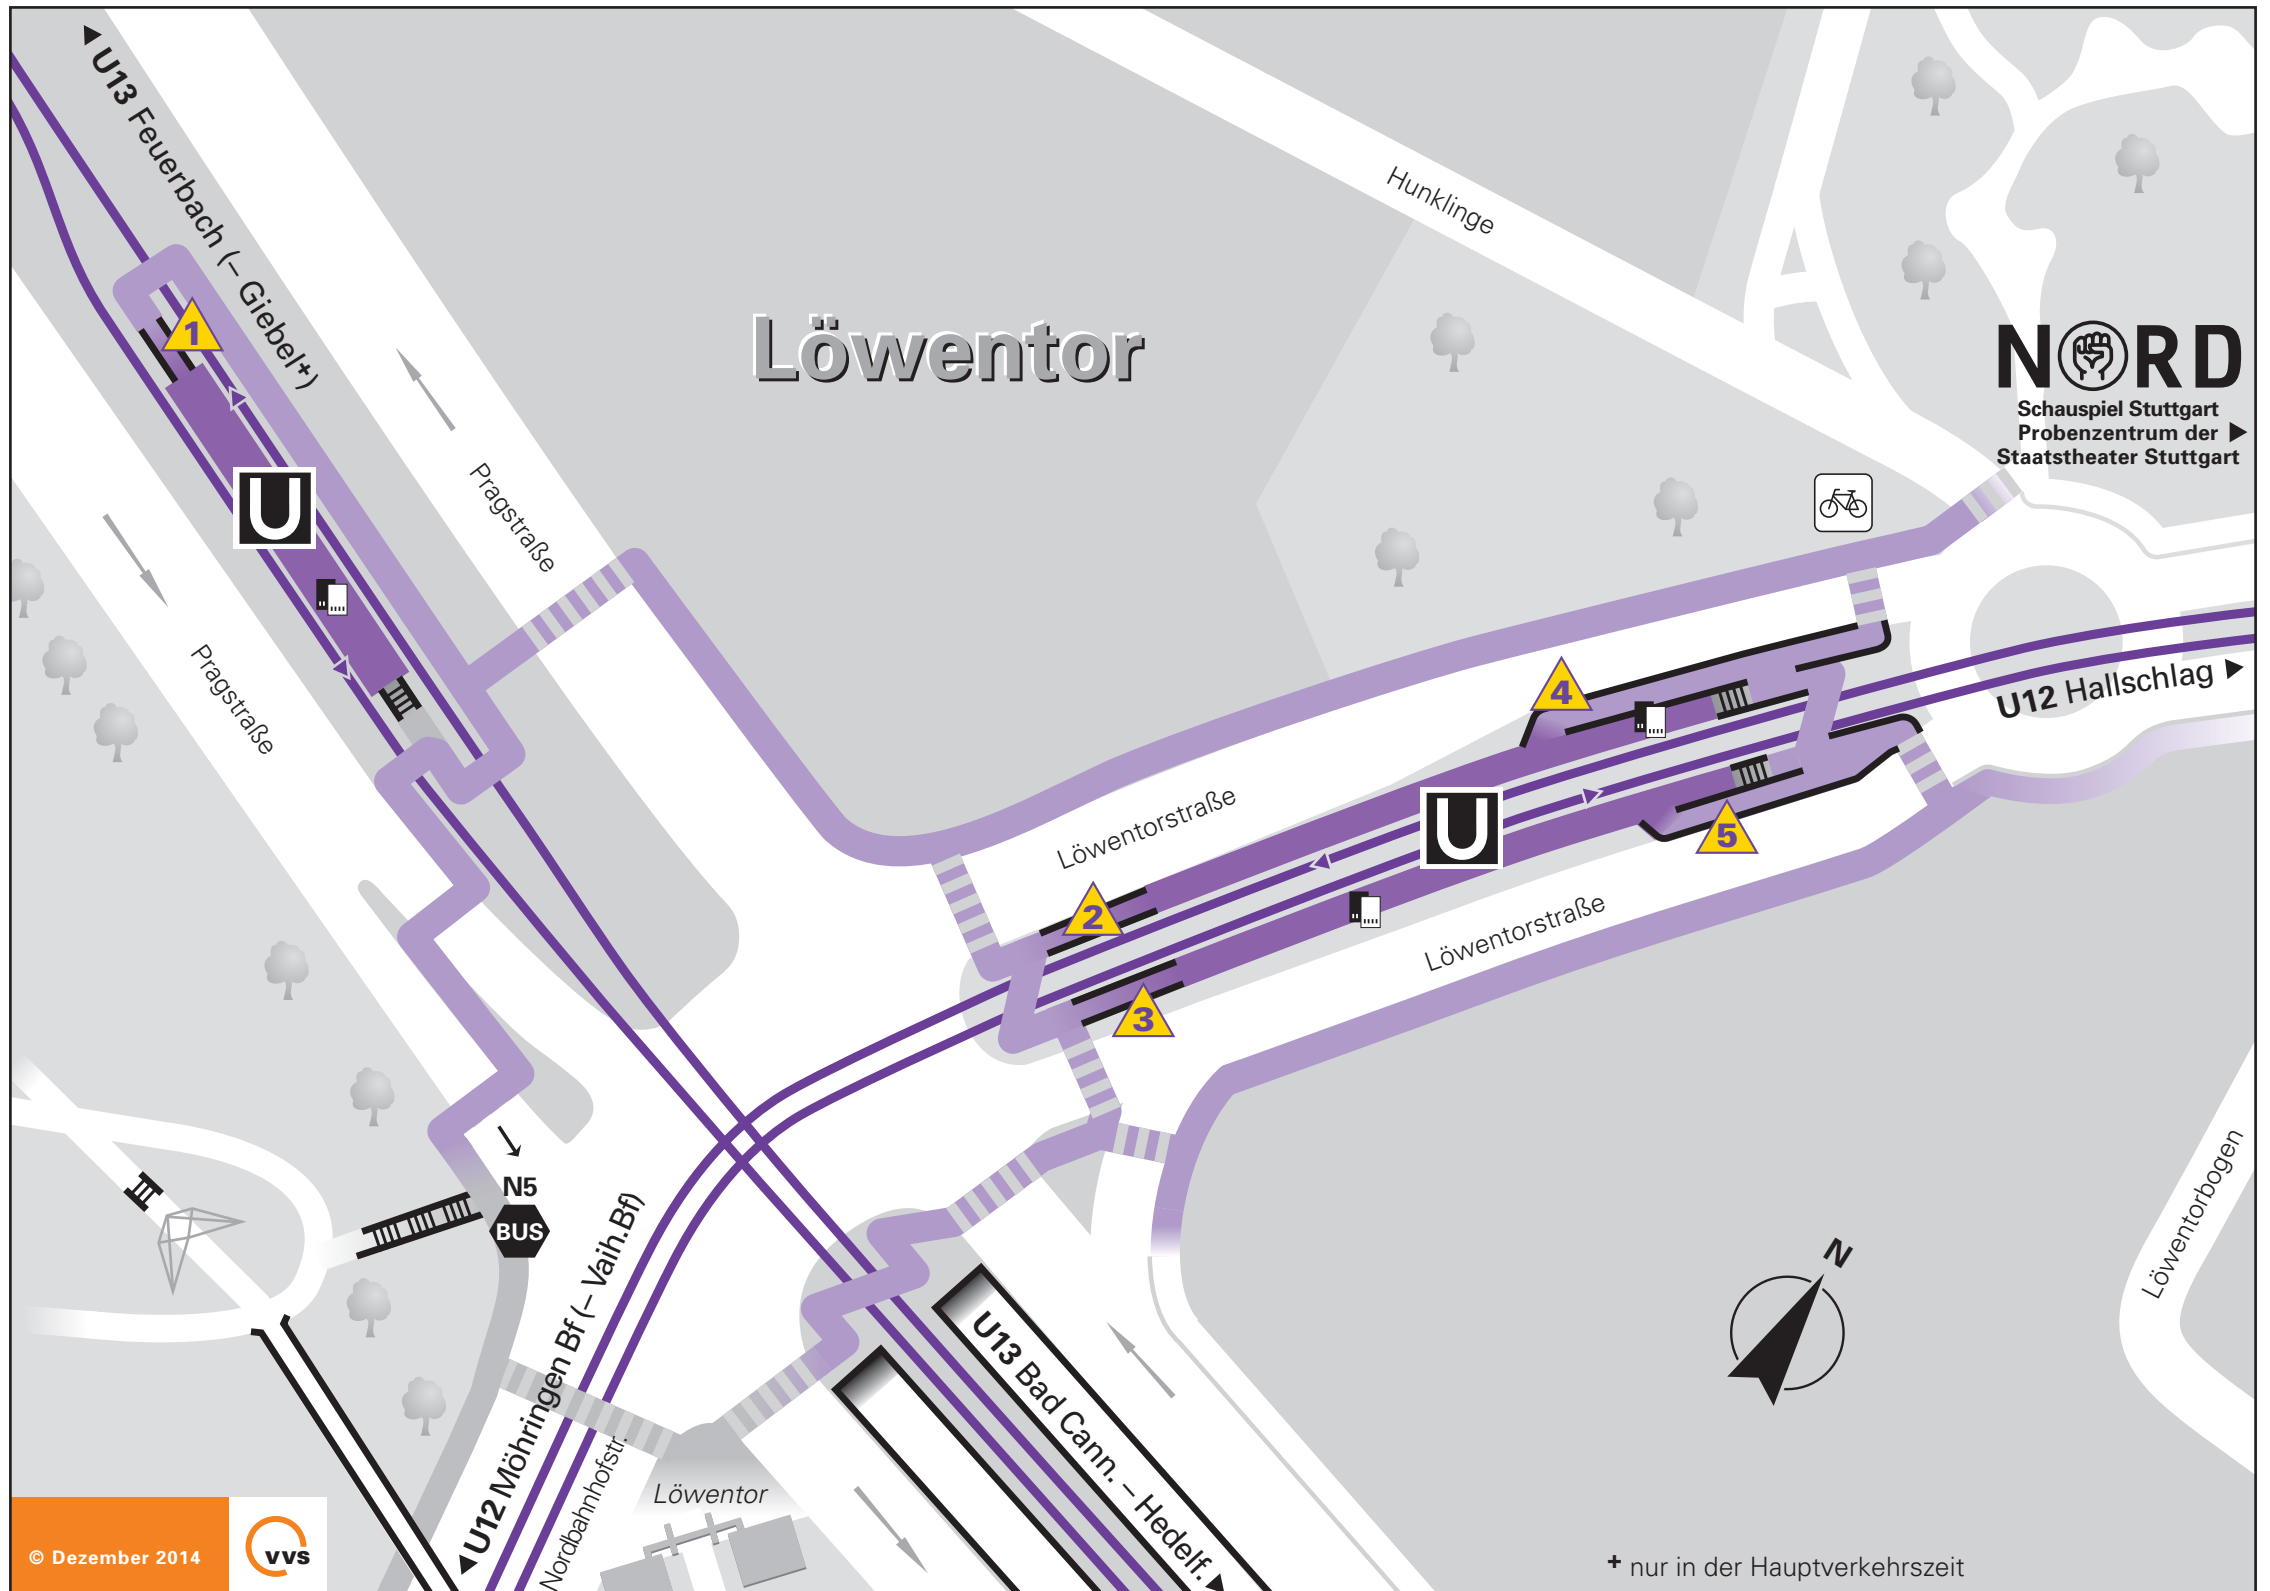 U13 Feuerbach (– Giebel+)
Hunklinge
Löwentor
NORD
Schauspiel Stuttgart
Probenzentrum der
Staatstheater Stuttgart
1
U
Pragstraße
Pragstraße
4
U12 Hallschlag
Löwentorstraße
U
5
2
Löwentorstraße
3
N5
BUS
Löwentorbogen
N
U12 Möhringen Bf (– Vaih.Bf)
U13 Bad Cann. – Hedelf.
Nordbahnhofstr.
Löwentor
© Dezember 2014
VVS
+ nur in der Hauptverkehrszeit